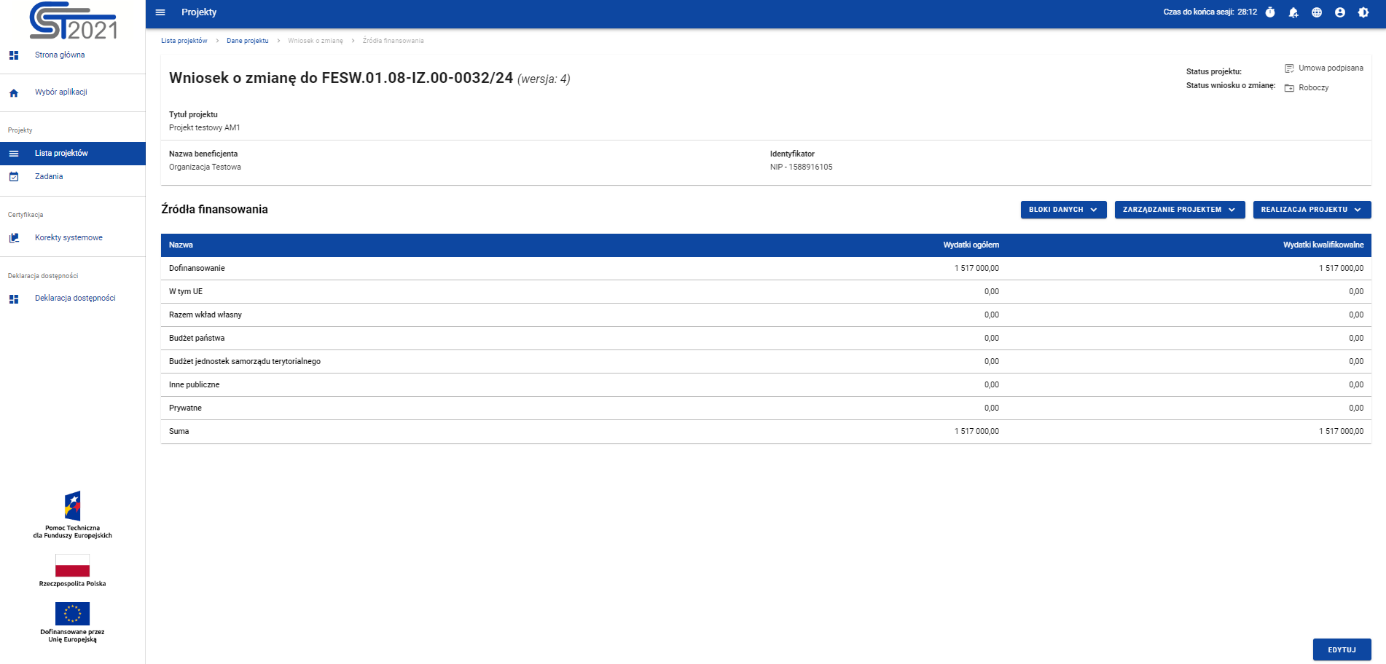 CST2021
Projekty
Czas do końca sesji: 28:12
Strona główna
Wybór aplikacji
Projekty
Lista projektów
Zadania
Certyfikacja
Korekty systemowe
Deklaracja dostępności
Deklaracja dostępności
Pomoc Techniczna
dla Funduszy Europejskich
Rzeczpospolita Polska
Dofinansowane przez
Unię Europejską
Lista projektów > Dane projektu > Wniosek o zmianę > Źródła finansowania
Wniosek o zmianę do FESW.01.08-IZ.00-0032/24 (wersja: 4)
Status projektu: Umowa podpisana
Status wniosku o zmianę: Roboczy
Tytuł projektu
Projekt testowy AM1
Nazwa beneficjenta Identyfikator
Organizacja Testowa NIP - 1588916105
Źródła finansowania
BLOKI DANYCH ZARZĄDZANIE PROJEKTEM REALIZACJA PROJEKTU
Nazwa Wydatki ogółem Wydatki kwalifikowalne
Dofinansowanie 1 517 000,00 1 517 000,00
W tym UE 0,00 0,00
Razem wkład własny 0,00 0,00
Budżet państwa 0,00 0,00
Budżet jednostek samorządu terytorialnego 0,00 0,00
Inne publiczne 0,00 0,00
Prywatne 0,00 0,00
Suma 1 517 000,00 1 517 000,00
EDYTUJ